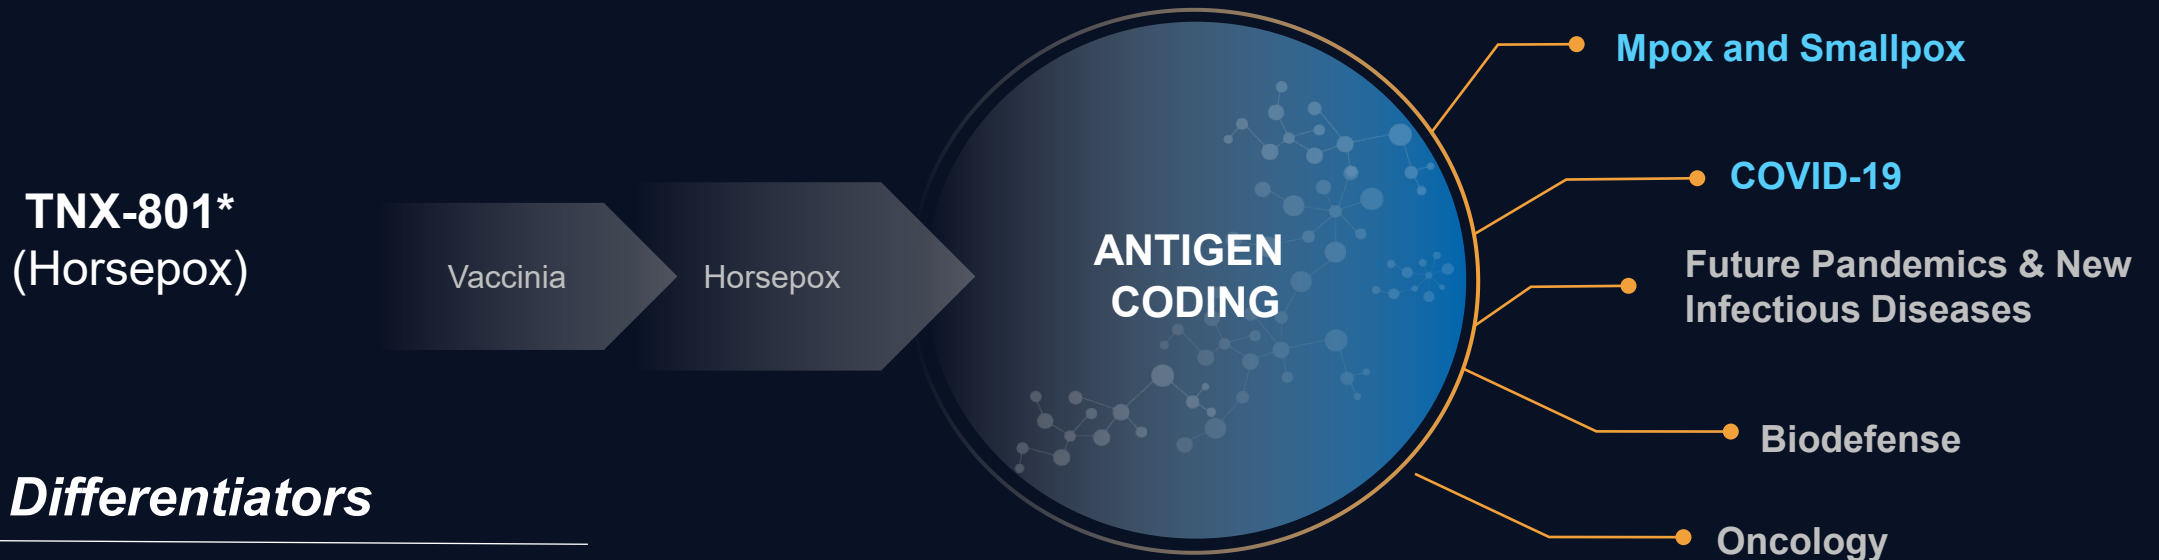 TNX-801*
(Horsepox)
Vaccinia
Horsepox
ANTIGEN
CODING
Mpox and Smallpox
COVID-19
Future Pandemics & New
Infectious Diseases
Biodefense
Oncology
Differentiators